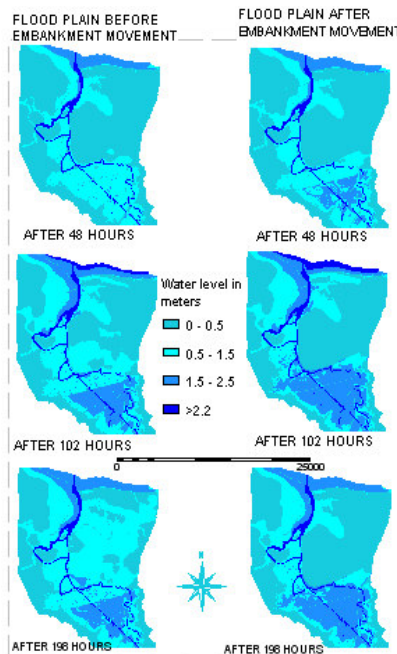 FLOOD PLAIN BEFORE
EMBANKMENT MOVEMENT
FLOOD PLAIN AFTER
EMBANKMENT MOVEMENT
AFTER 48 HOURS
AFTER 48 HOURS
Water level in
meters
0 - 0.5
0.5 - 1.5
1.5 - 2.5
>2.2
AFTER 102 HOURS
AFTER 102 HOURS
0 25000
N
AFTER 198 HOURS
AFTER 198 HOURS